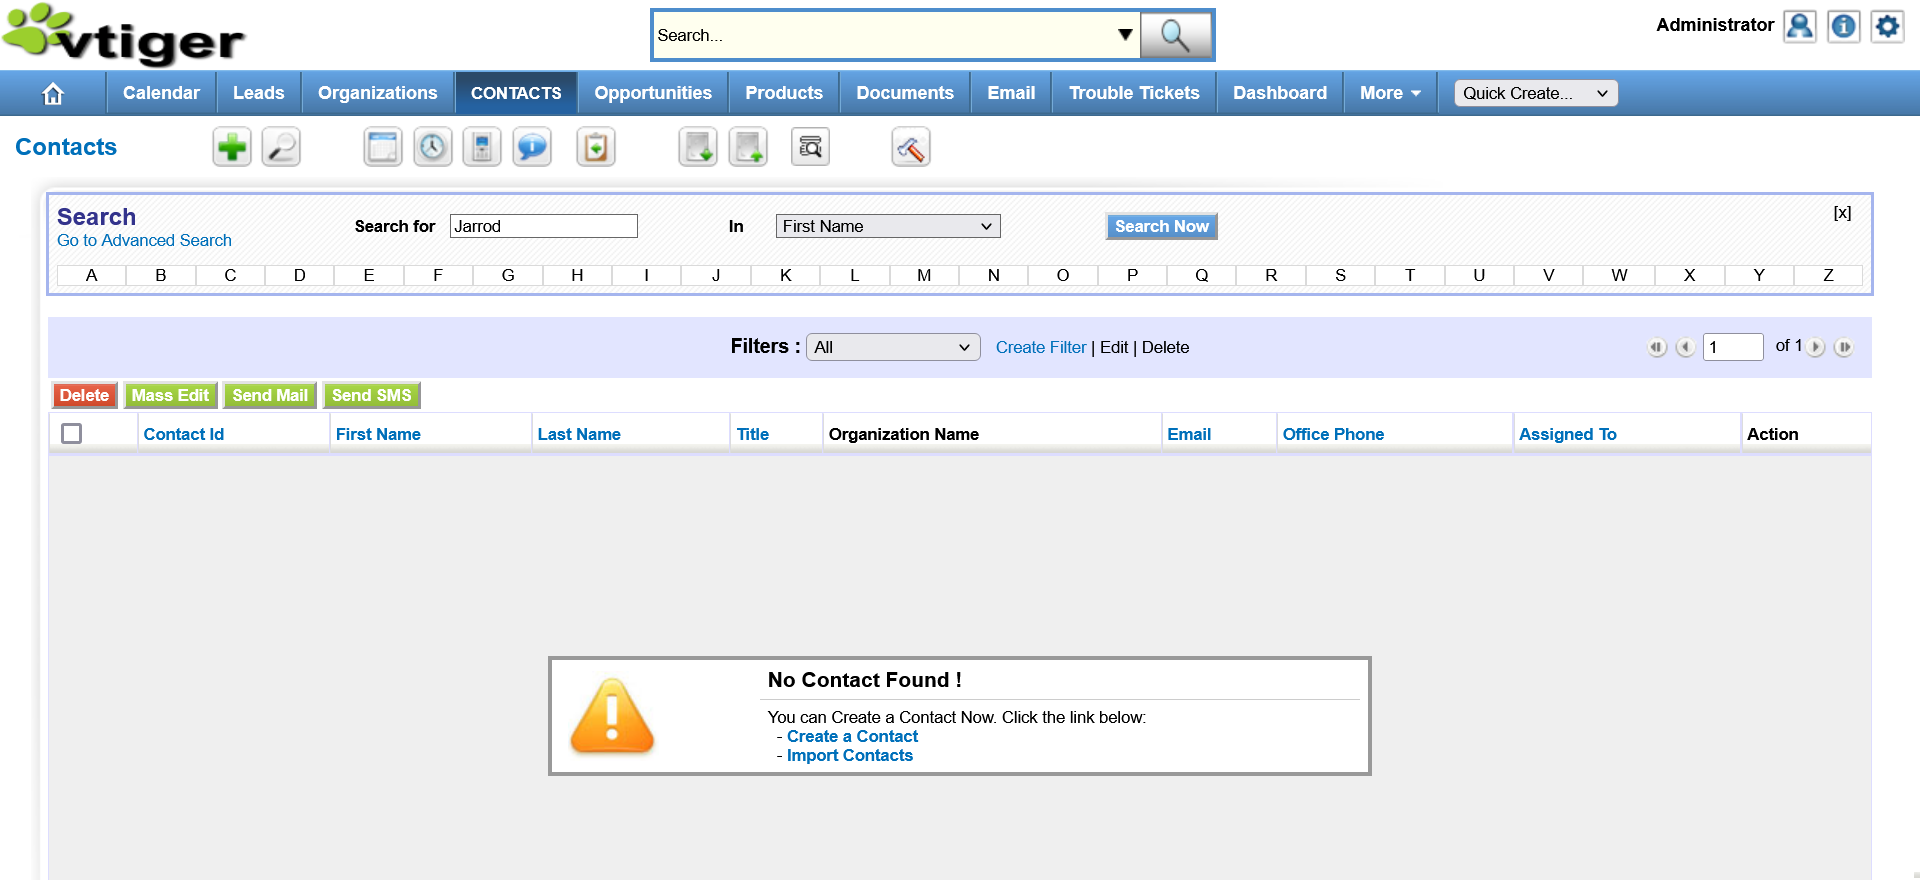 vtiger
Search...
Administrator
Calendar Leads Organizations CONTACTS Opportunities Products Documents Email Trouble Tickets Dashboard More Quick Create...
Contacts
Search
Go to Advanced Search
Search for Jarrod In First Name Search Now [x]
A B C D E F G H I J K L M N O P Q R S T U V W X Y Z
Filters : All Create Filter | Edit | Delete 1 of 1
Delete Mass Edit Send Mail Send SMS
Contact Id First Name Last Name Title Organization Name Email Office Phone Assigned To Action
No Contact Found !
You can Create a Contact Now. Click the link below:
- Create a Contact
- Import Contacts